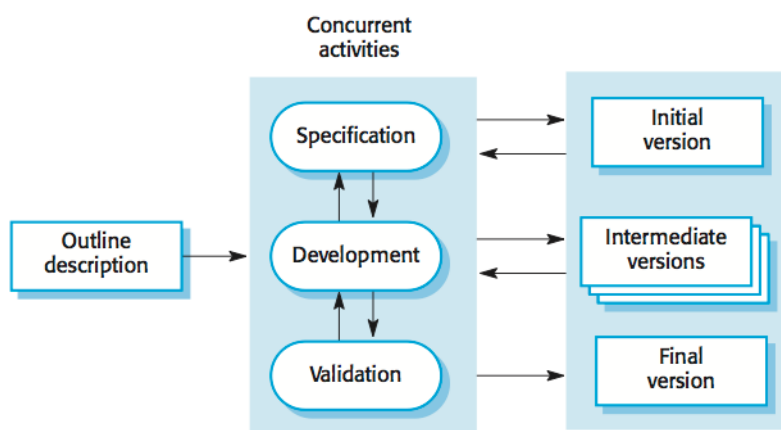 Concurrent
activities
Specification
Initial
version
Outline
description
Development
Intermediate
versions
Validation
Final
version